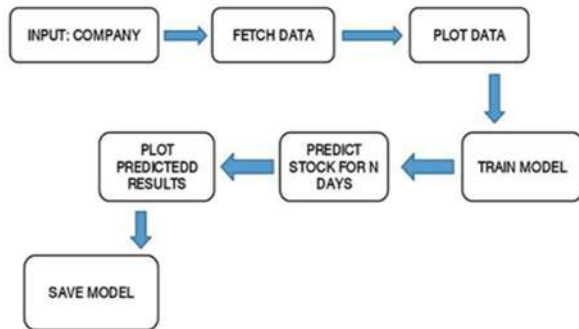 INPUT: COMPANY
FETCH DATA
PLOT DATA
TRAIN MODEL
PREDICT
STOCK FOR N
DAYS
PLOT
PREDICTEDD
RESULTS
SAVE MODEL